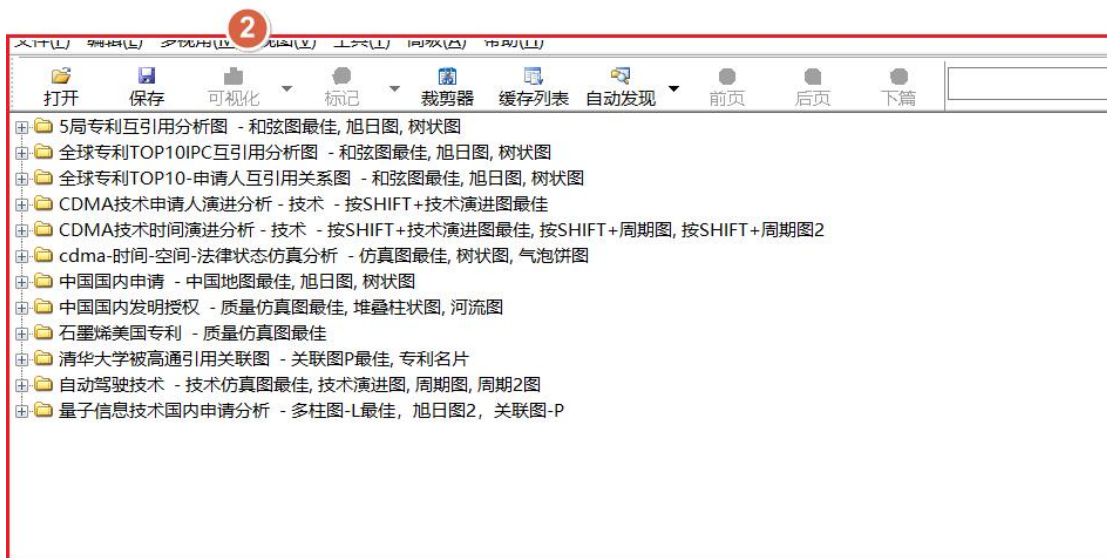 2
文件(F) 编辑(E) 多视用(M) 视图(V) 工具(T) 高级(A) 帮助(H)
打开 保存 可视化 标记 裁剪器 缓存列表 自动发现 前页 后页 下篇
5局专利互引用分析图 - 和弦图最佳, 旭日图, 树状图
全球专利TOP10IPC互引用分析图 - 和弦图最佳, 旭日图, 树状图
全球专利TOP10-申请人互引用关系图 - 和弦图最佳, 旭日图, 树状图
CDMA技术申请人演进分析 - 技术 - 按SHIFT+技术演进图最佳
CDMA技术时间演进分析 - 技术 - 按SHIFT+技术演进图最佳, 按SHIFT+周期图, 按SHIFT+周期图2
cdma-时间-空间-法律状态仿真分析 - 仿真图最佳, 树状图, 气泡饼图
中国国内申请 - 中国地图最佳, 旭日图, 树状图
中国国内发明授权 - 质量仿真图最佳, 堆叠柱状图, 河流图
石墨烯美国专利 - 质量仿真图最佳
清华大学被高通引用关联图 - 关联图P最佳, 专利名片
自动驾驶技术 - 技术仿真图最佳, 技术演进图, 周期图, 周期2图
量子信息技术国内申请分析 - 多柱图-L最佳，旭日图2，关联图-P